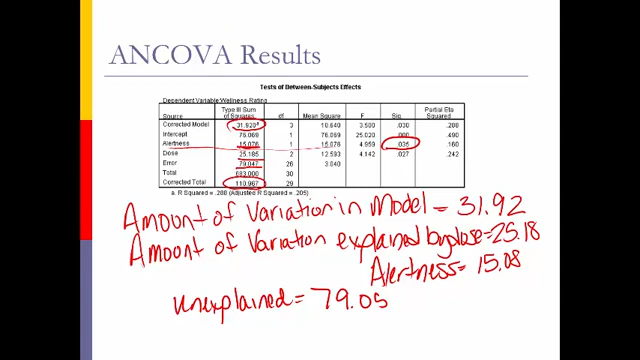 ANCOVA Results
Tests of Between-Subjects Effects
Dependent Variable:Wellness Rating
Source Type III Sum of Squares df Mean Square F Sig. Partial Eta Squared
Corrected Model 31.920a 3 10.640 3.500 .030 .288
Intercept 76.069 1 76.069 25.020 .000 .490
Alertness 15.076 1 15.076 4.959 .035 .160
Dose 25.185 2 12.593 4.142 .027 .242
Error 79.047 26 3.040
Total 683.000 30
Corrected Total 110.967 29
a. R Squared = .288 (Adjusted R Squared = .205)
Amount of Variation in Model = 31.92
Amount of Variation explained by dose = 25.18
Alertness = 15.08
unexplained = 79.05